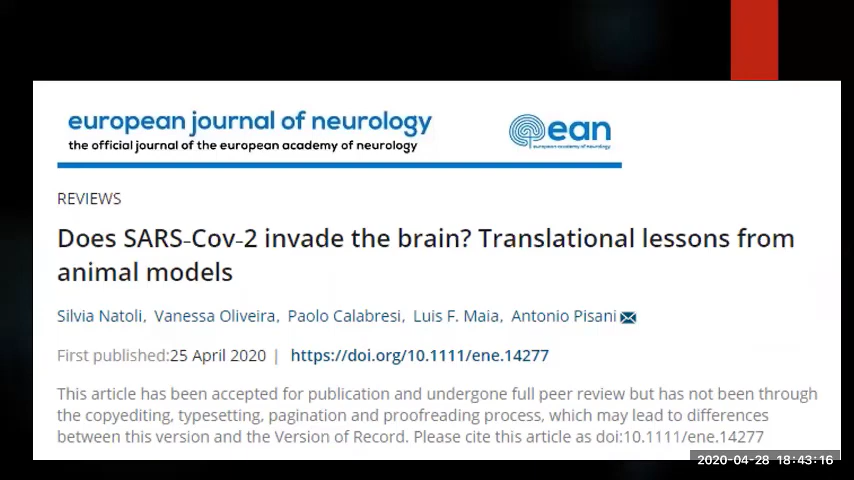 european journal of neurology
the official journal of the european academy of neurology
ean
european academy of neurology
REVIEWS
Does SARS-Cov-2 invade the brain? Translational lessons from
animal models
Silvia Natoli, Vanessa Oliveira, Paolo Calabresi, Luis F. Maia, Antonio Pisani
First published:25 April 2020 | https://doi.org/10.1111/ene.14277
This article has been accepted for publication and undergone full peer review but has not been through
the copyediting, typesetting, pagination and proofreading process, which may lead to differences
between this version and the Version of Record. Please cite this article as doi:10.1111/ene.14277
2020-04-28 18:43:16